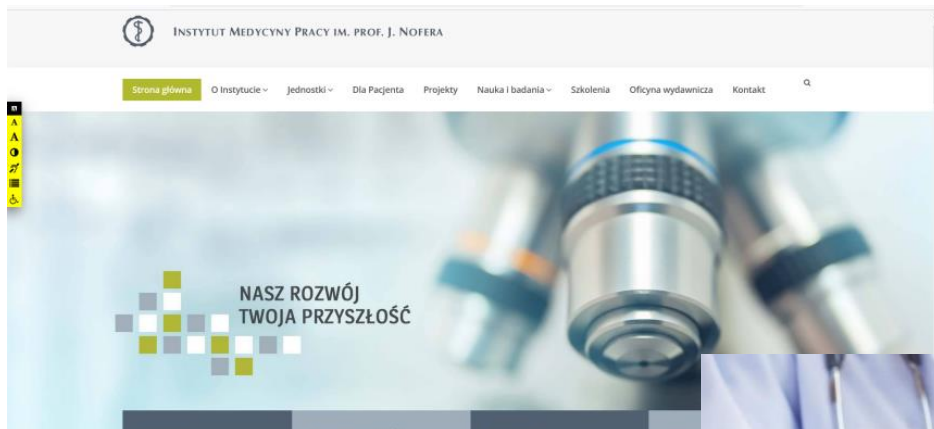 INSTYTUT MEDYCYNY PRACY IM. PROF. J. NOFERA
Strona główna O Instytucie Jednostki Dla Pacjenta Projekty Nauka i badania Szkolenia Oficyna wydawnicza Kontakt
A
A
NASZ ROZWÓJ
TWOJA PRZYSZŁOŚĆ